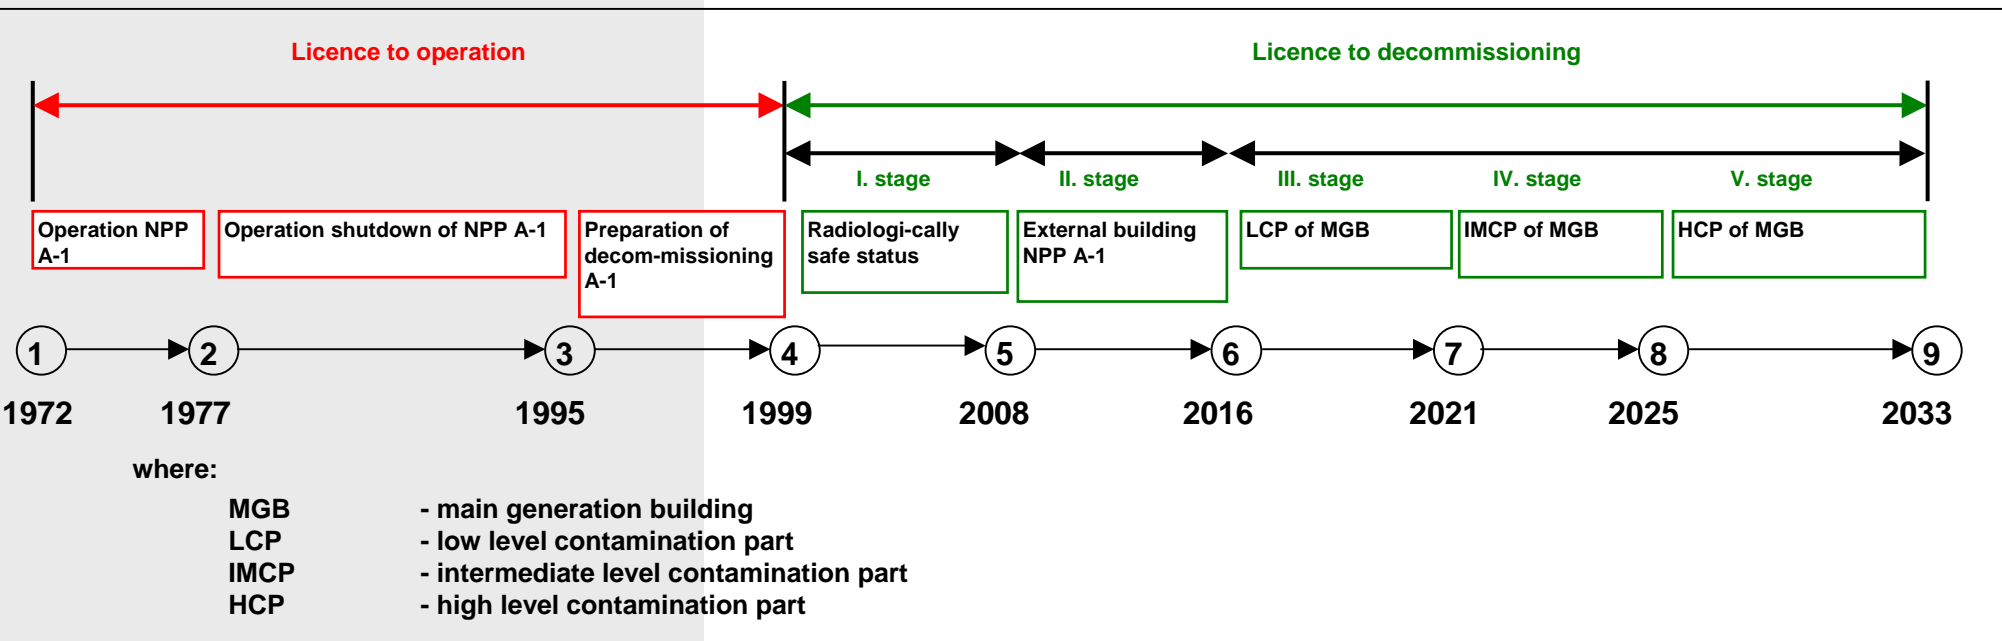 Licence to operation
Licence to decommissioning
I. stage
II. stage
III. stage
IV. stage
V. stage
Operation NPP
A-1
Operation shutdown of NPP A-1
Preparation of
decom-missioning
A-1
Radiologi-cally
safe status
External building
NPP A-1
LCP of MGB
IMCP of MGB
HCP of MGB
1
2
3
4
5
6
7
8
9
1972
1977
1995
1999
2008
2016
2021
2025
2033
where:
MGB - main generation building
LCP - low level contamination part
IMCP - intermediate level contamination part
HCP - high level contamination part